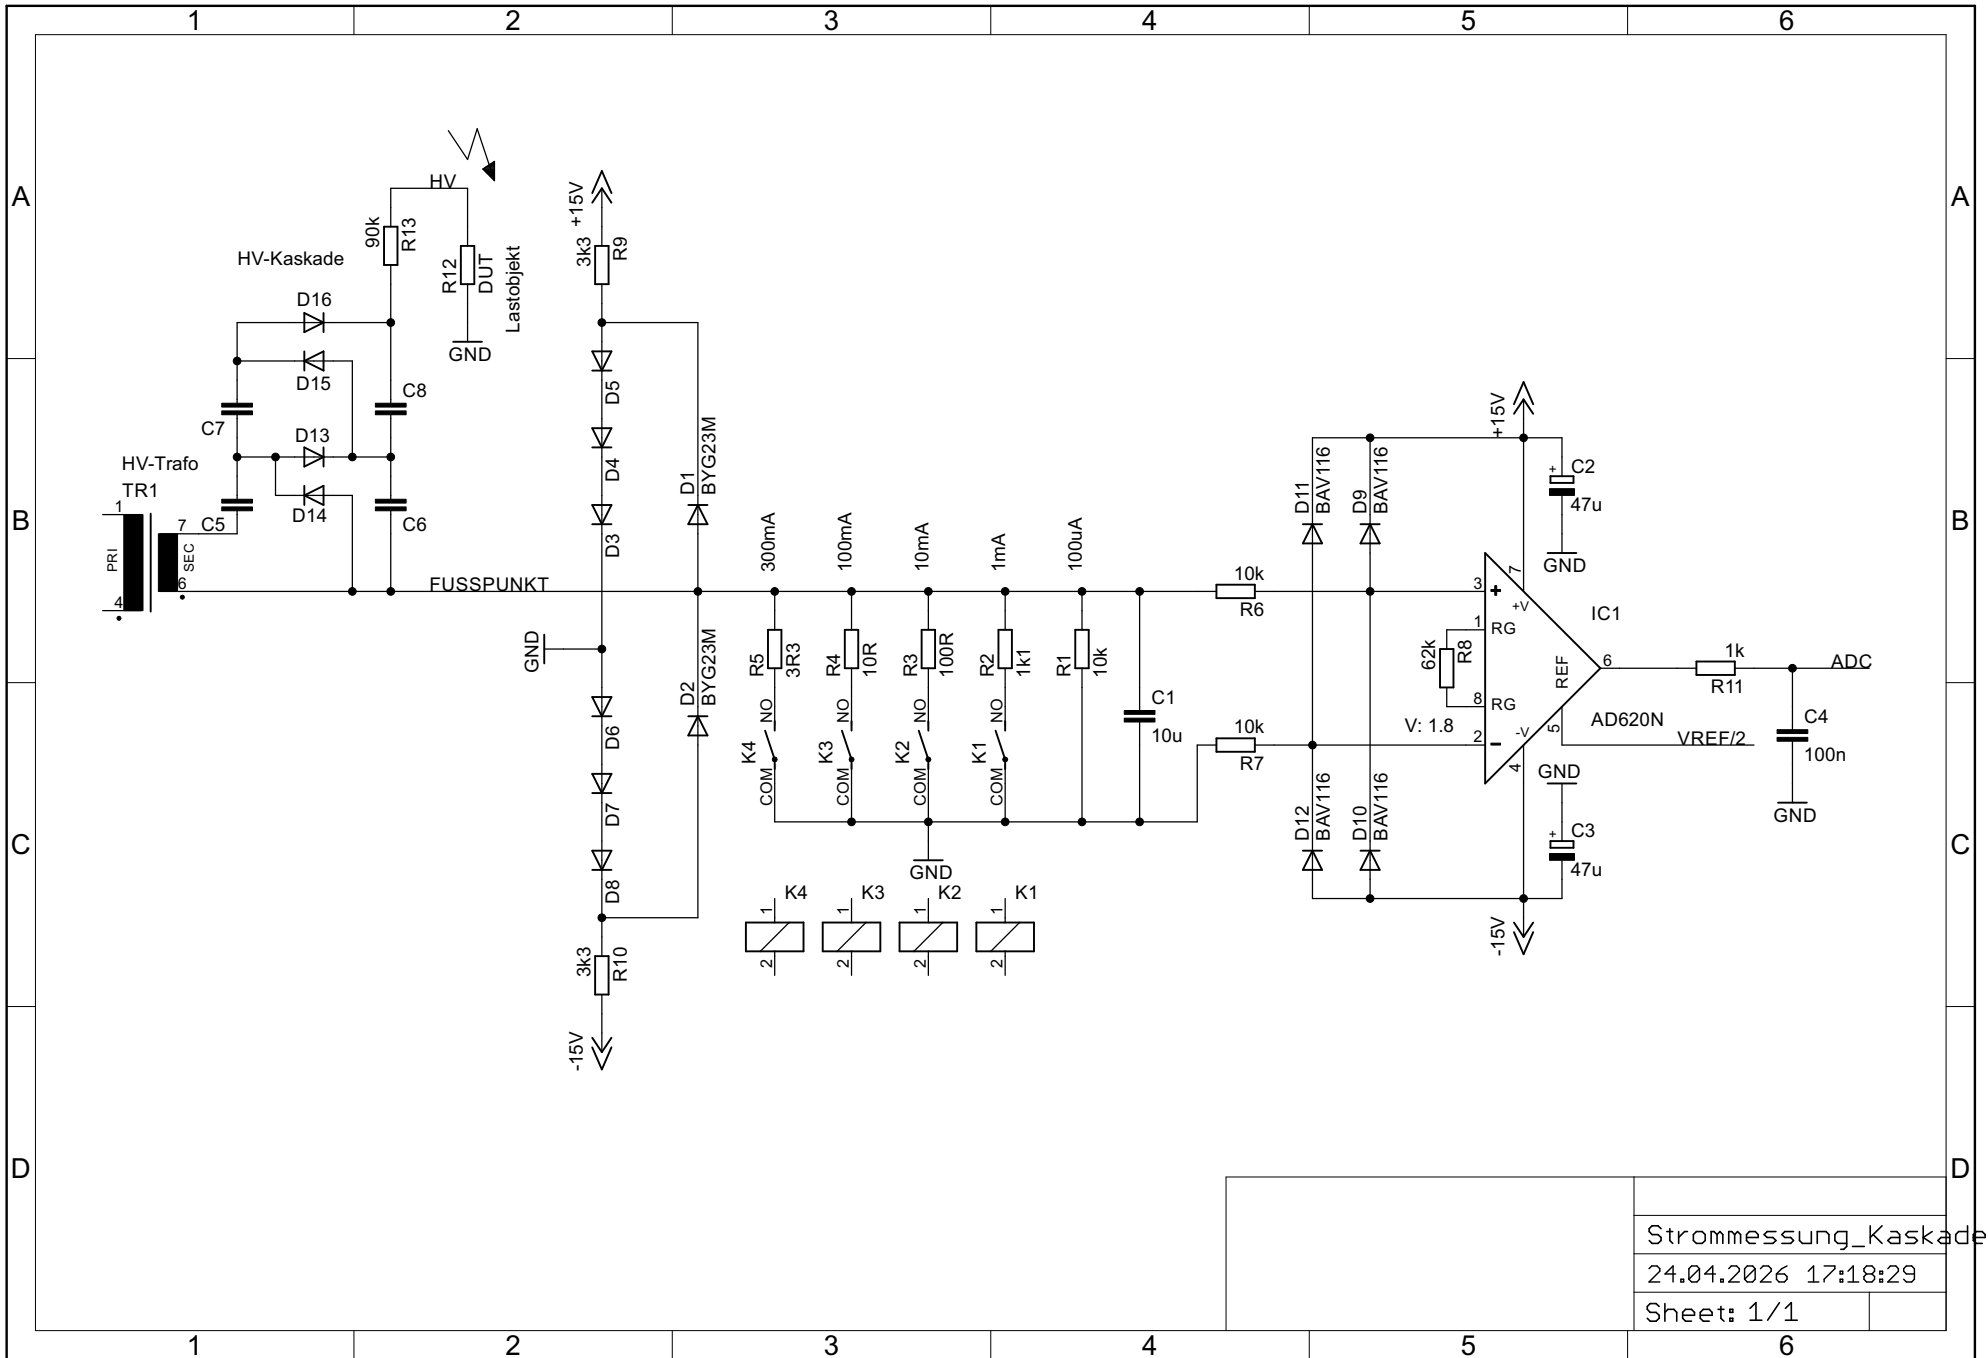 1 2 3 4 5 6
A
A
HV
90k
R13
R12
DUT
Lastobjekt
GND
HV-Kaskade
D16
D15
C7
C8
D13
D14
C5
C6
HV-Trafo
TR1
1
4
PRI
SEC
7
6
FUSSPUNKT
+15V
3k3
R9
D5
D4
D3
GND
D6
D7
D8
3k3
R10
-15V
D1
BYG23M
D2
BYG23M
B
B
300mA
100mA
10mA
1mA
100uA
R5
3R3
R4
10R
R3
100R
R2
1k1
R1
10k
NO
NO
NO
NO
K4
K3
K2
K1
COM
COM
COM
COM
C1
10u
GND
K4
K3
K2
K1
1
1
1
1
2
2
2
2
10k
R6
10k
R7
D11
BAV116
D9
BAV116
D12
BAV116
D10
BAV116
+15V
C2
47u
GND
3
+
7
+V
IC1
1
RG
62k
R8
8
RG
REF
6
V: 1.8
2
-
-V
4
5
AD620N
VREF/2
GND
C3
47u
-15V
1k
R11
ADC
C4
100n
GND
C
C
D
D
Strommessung_Kaskade
24.04.2026 17:18:29
Sheet: 1/1
1 2 3 4 5 6